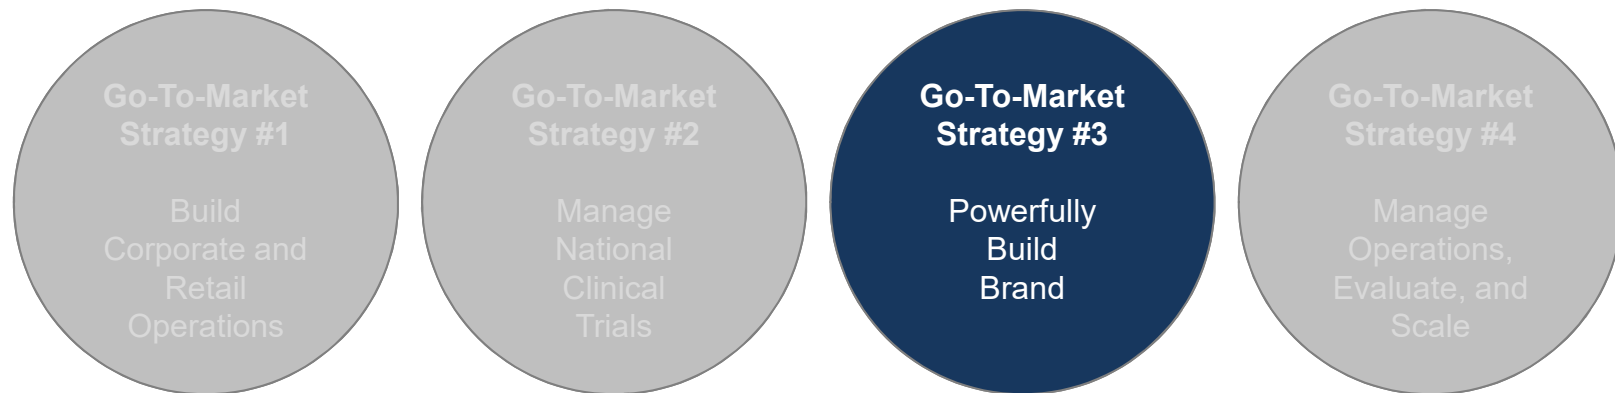 Go-To-Market
Strategy #1
Build
Corporate and
Retail
Operations
Go-To-Market
Strategy #2
Manage
National
Clinical
Trials
Go-To-Market
Strategy #3
Powerfully
Build
Brand
Go-To-Market
Strategy #4
Manage
Operations,
Evaluate, and
Scale